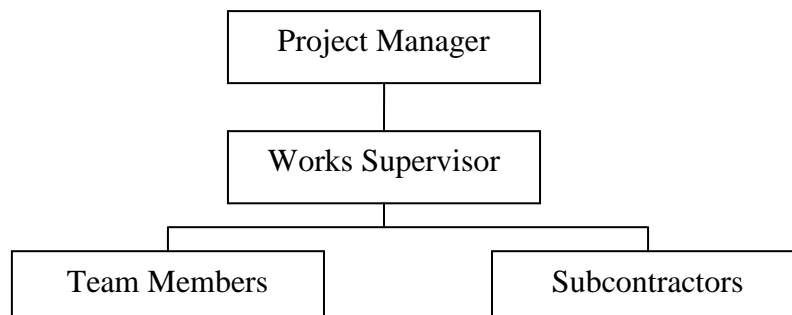 Project Manager
Works Supervisor
Team Members
Subcontractors